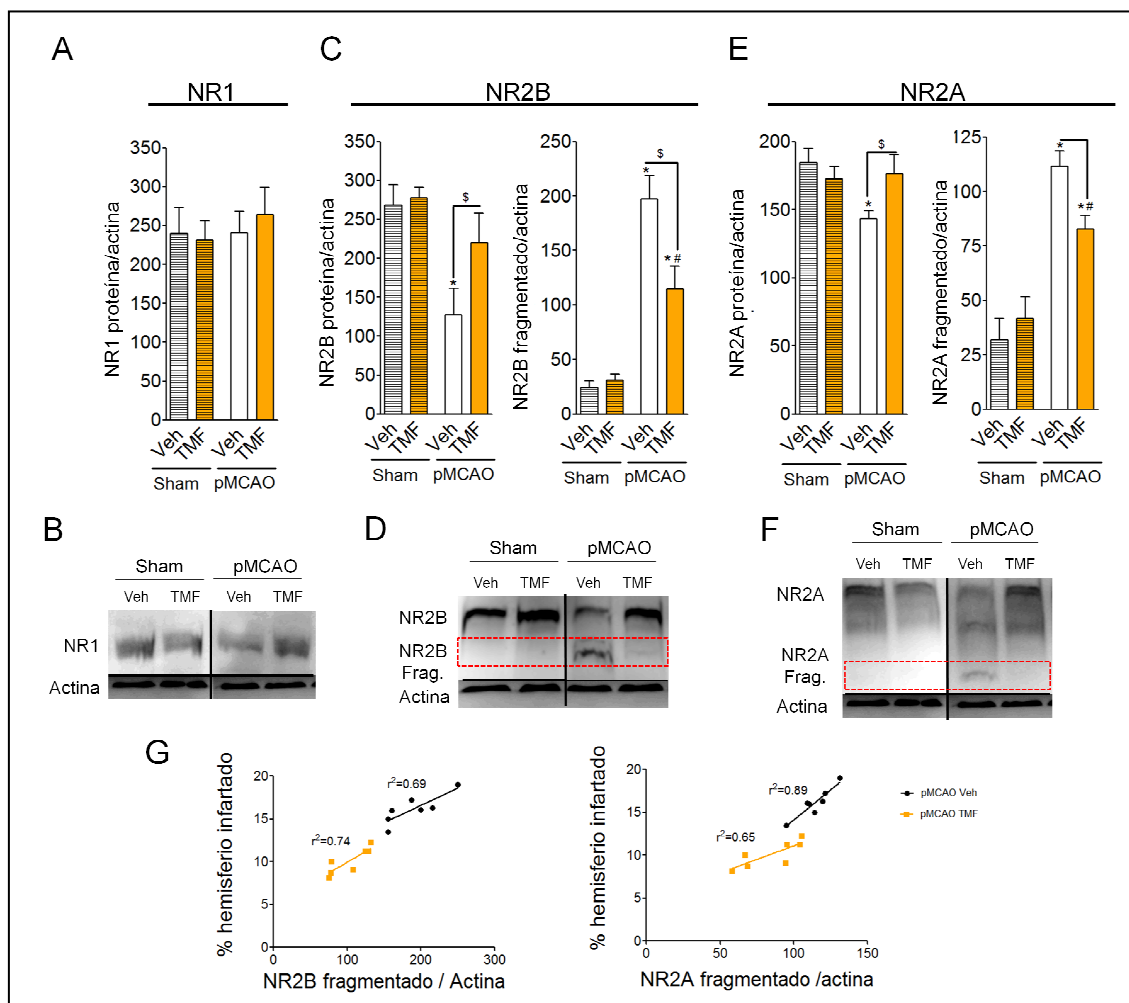 A
NR1
NR1 proteína/actina
350
300
250
200
150
100
50
0
Veh TMF Veh TMF
Sham pMCAO
C
NR2B
NR2B proteína/actina
350
300
250
200
150
100
50
0
$
*
Veh TMF Veh TMF
Sham pMCAO
NR2B fragmentado/actina
250
200
150
100
50
0
$
*
*#
Veh TMF Veh TMF
Sham pMCAO
E
NR2A
NR2A proteína/actina
200
150
100
50
0
$
*
Veh TMF Veh TMF
Sham pMCAO
NR2A fragmentado/actina
125
100
75
50
25
0
*
*#
Veh TMF Veh TMF
Sham pMCAO
B
Sham pMCAO
Veh TMF Veh TMF
NR1
Actina
D
Sham pMCAO
Veh TMF Veh TMF
NR2B
NR2B
Frag.
Actina
F
Sham pMCAO
Veh TMF Veh TMF
NR2A
NR2A
Frag.
Actina
G
% hemisferio infartado
20
15
10
5
0
r²=0.69
r²=0.74
0 100 200 300
NR2B fragmentado / Actina
% hemisferio infartado
20
15
10
5
0
r²=0.89
r²=0.65
0 50 100 150
NR2A fragmentado /actina
pMCAO Veh
pMCAO TMF